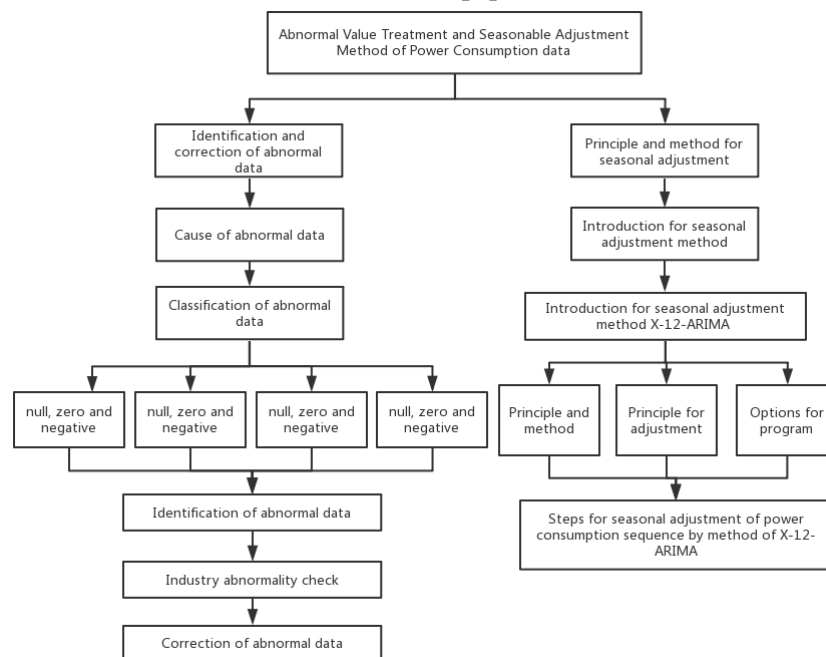 Abnormal Value Treatment and Seasonable Adjustment
Method of Power Consumption data
Identification and
correction of abnormal
data
Principle and method for
seasonal adjustment
Cause of abnormal data
Introduction for seasonal
adjustment method
Classification of abnormal
data
Introduction for seasonal adjustment
method X-12-ARIMA
null, zero and
negative
null, zero and
negative
null, zero and
negative
null, zero and
negative
Principle and
method
Principle for
adjustment
Options for
program
Identification of abnormal data
Steps for seasonal adjustment of power
consumption sequence by method of X-12-
ARIMA
Industry abnormality check
Correction of abnormal data